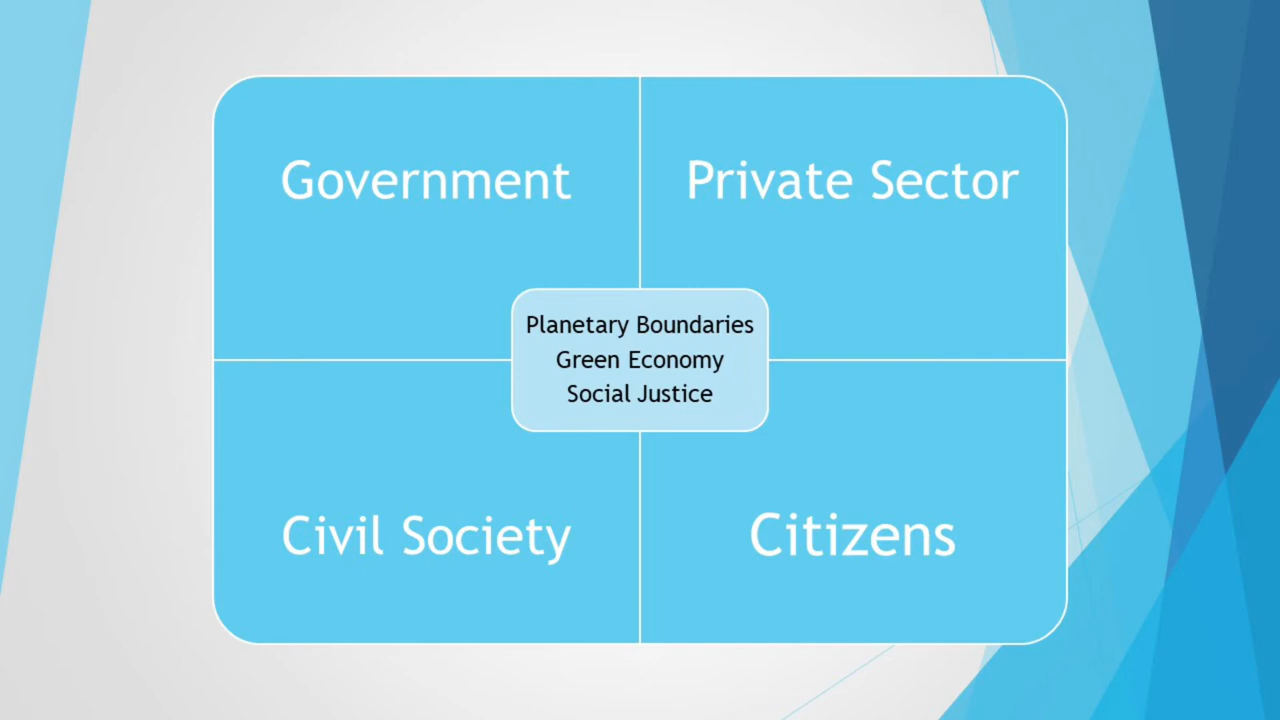 Government
Private Sector
Planetary Boundaries
Green Economy
Social Justice
Civil Society
Citizens